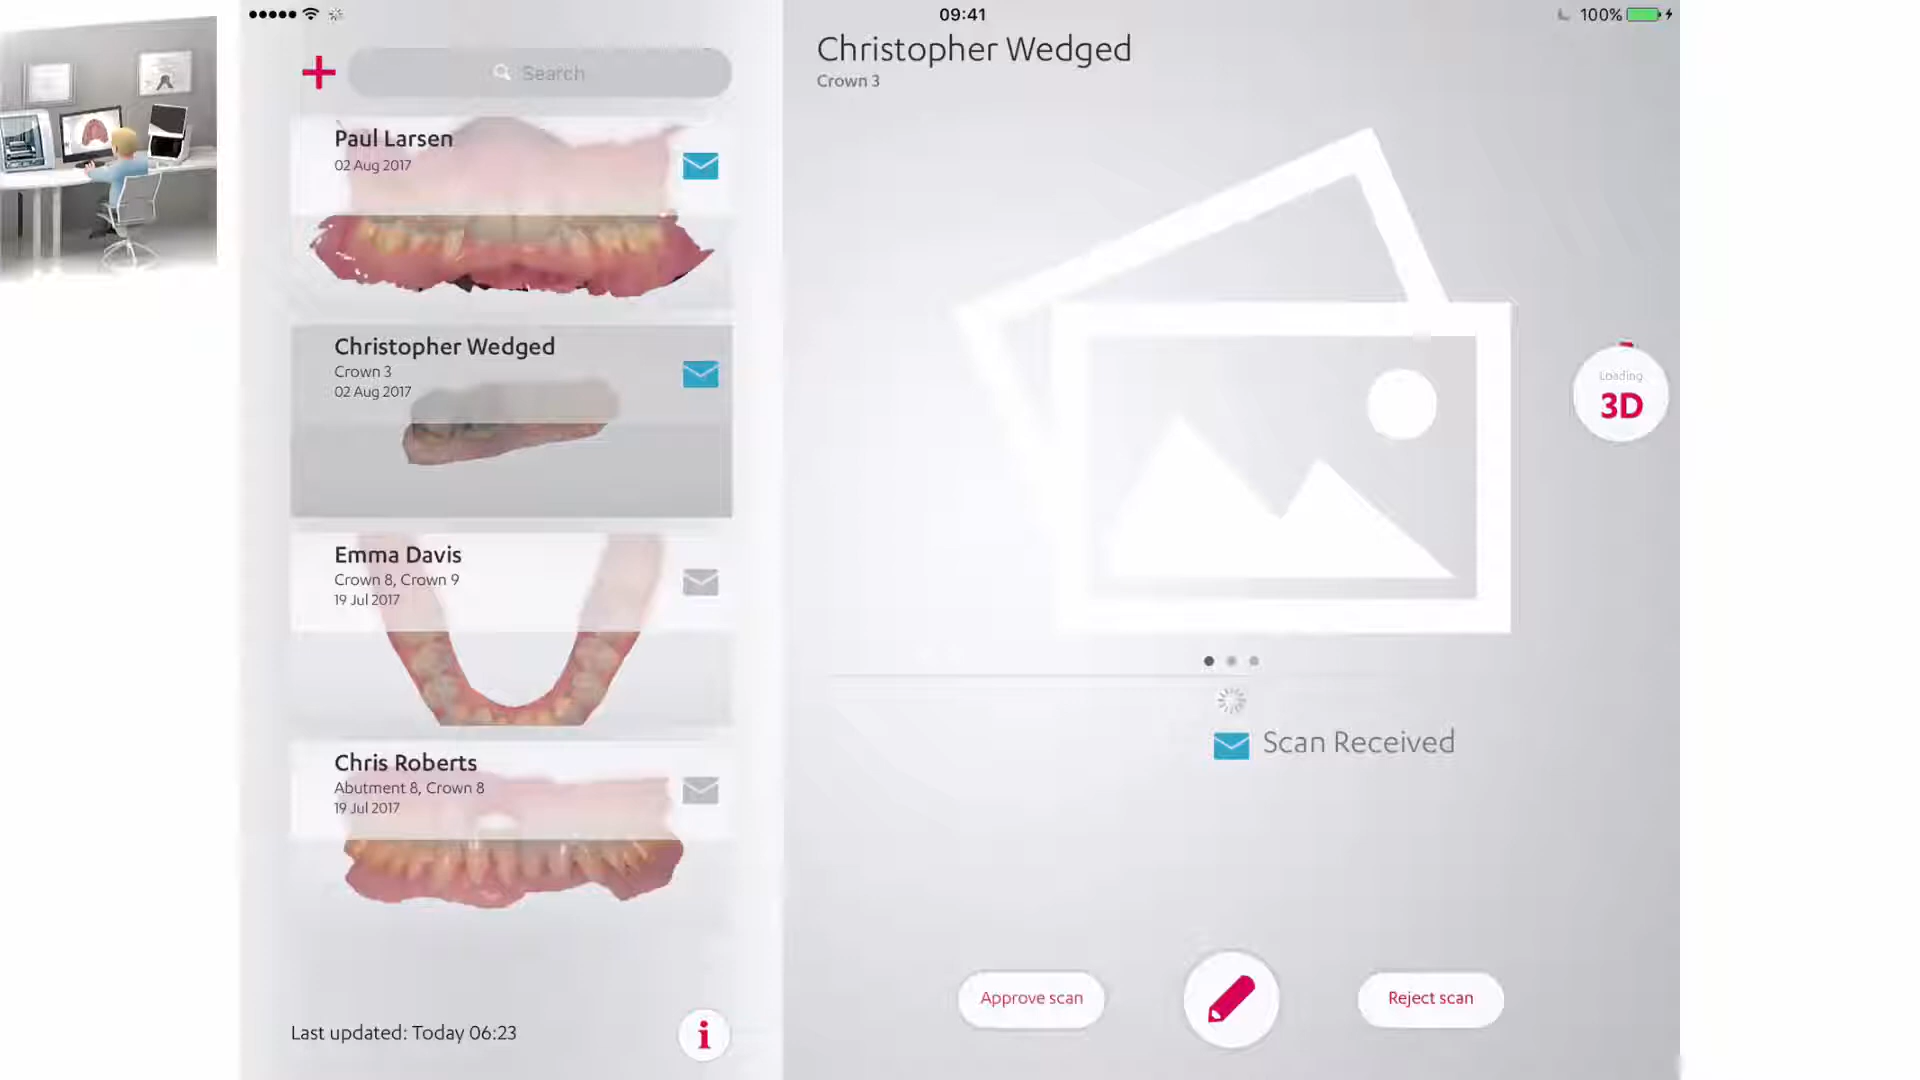 09:41
100%
Search
Paul Larsen
02 Aug 2017
Christopher Wedged
Crown 3
02 Aug 2017
Emma Davis
Crown 8, Crown 9
19 Jul 2017
Chris Roberts
Abutment 8, Crown 8
19 Jul 2017
Last updated: Today 06:23
i
Christopher Wedged
Crown 3
Loading
3D
Scan Received
Approve scan
Reject scan